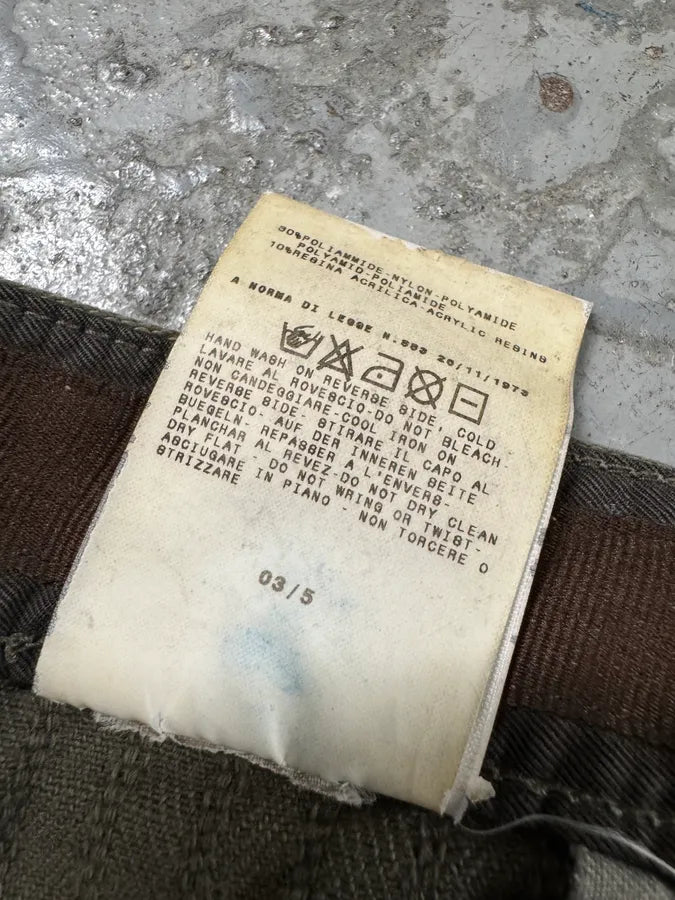 30%POLIAMMIDE-NYLON-POLYAMIDE
POLYAMID-POLIAMIDE
10%RESINA ACRILICA-ACRYLIC RESINS
A NORMA DI LEGGE N.883 26/11/1973
HAND WASH ON REVERSE SIDE, COLD
LAVARE AL ROVESCIO-DO NOT BLEACH-
NON CANDEGGIARE-COOL IRON ON
REVERSE SIDE- STIRARE IL CAPO AL
ROVESCIO- AUF DER INNEREN SEITE
BUEGELN- REPASSER A L'ENVERS-
PLANCHAR AL REVEZ-DO NOT DRY CLEAN
DRY FLAT - DO NOT WRING OR TWIST-
ASCIUGARE IN PIANO - NON TORCERE O
STRIZZARE
03/5